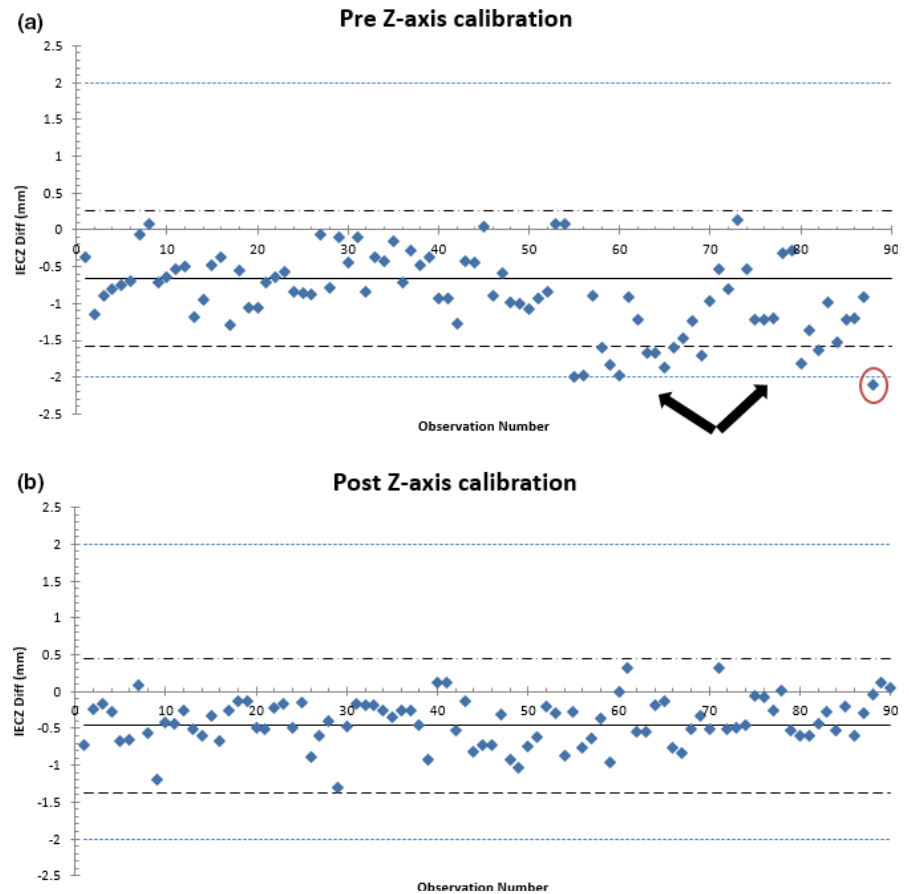 (a)
Pre Z-axis calibration
IECZ Diff (mm)
2.5
2
1.5
1
0.5
0
-0.5
-1
-1.5
-2
-2.5
0 10 20 30 40 50 60 70 80 90
Observation Number
(b)
Post Z-axis calibration
IECZ Diff (mm)
2.5
2
1.5
1
0.5
0
-0.5
-1
-1.5
-2
-2.5
0 10 20 30 40 50 60 70 80 90
Observation Number